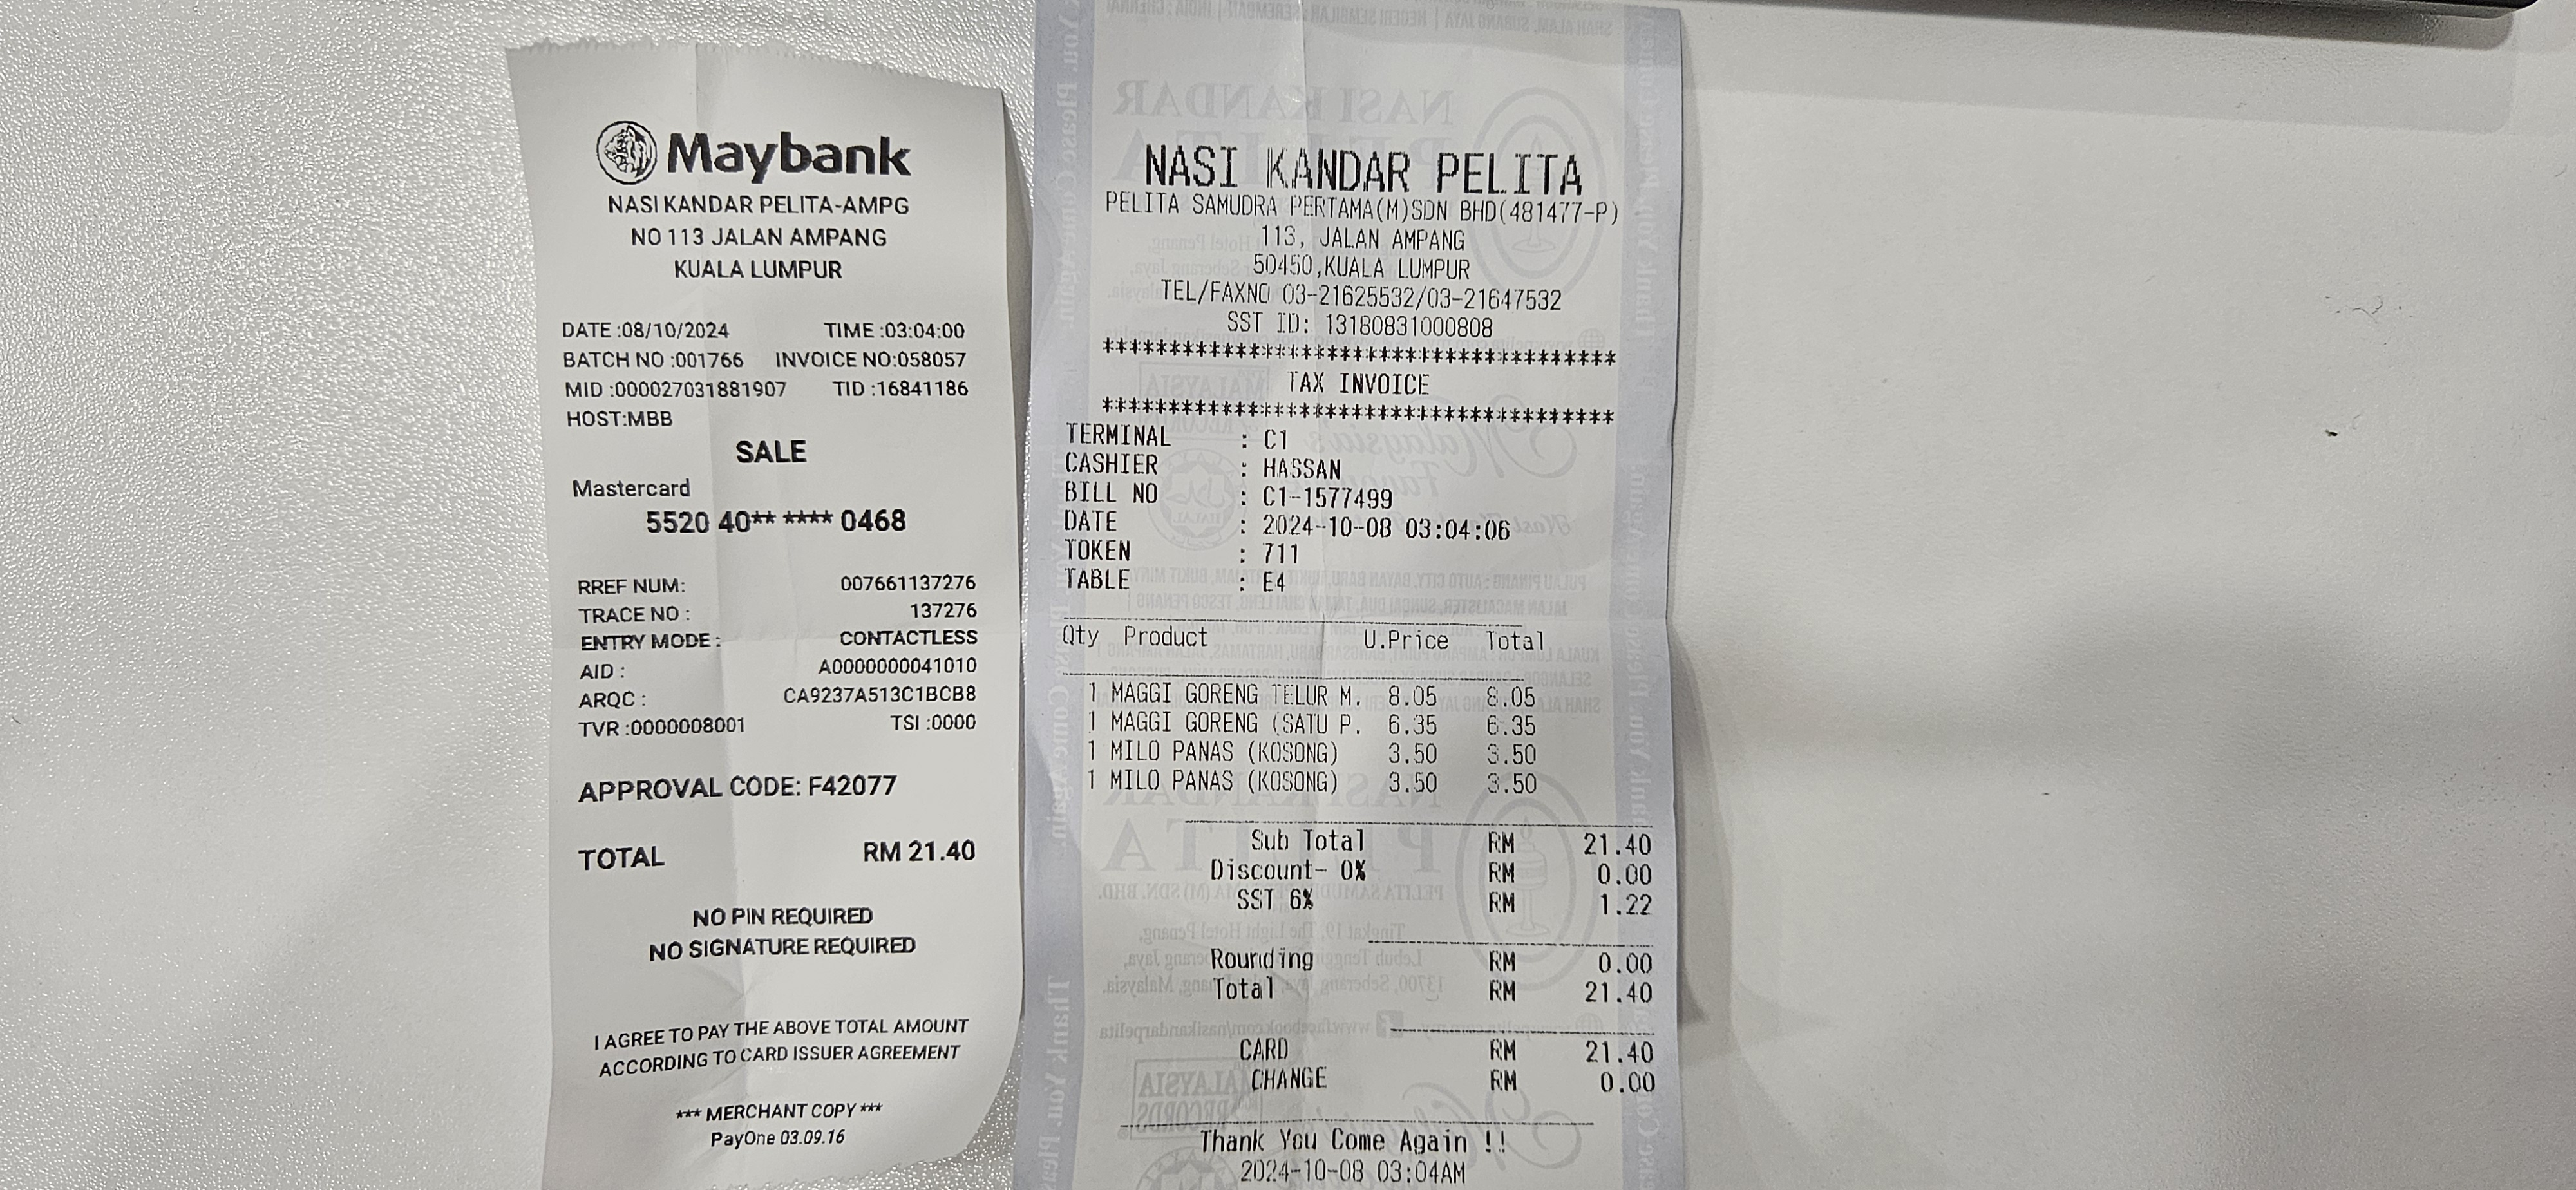 Maybank
NASI KANDAR PELITA-AMPG
NO 113 JALAN AMPANG
KUALA LUMPUR
DATE :08/10/2024 TIME :03:04:00
BATCH NO :001766 INVOICE NO:058057
MID :000027031881907 TID :16841186
HOST:MBB
SALE
Mastercard
5520 40** **** 0468
RREF NUM: 007661137276
TRACE NO : 137276
ENTRY MODE : CONTACTLESS
AID : A0000000041010
ARQC : CA9237A513C1BCB8
TVR :0000008001 TSI :0000
APPROVAL CODE: F42077
TOTAL RM 21.40
NO PIN REQUIRED
NO SIGNATURE REQUIRED
I AGREE TO PAY THE ABOVE TOTAL AMOUNT
ACCORDING TO CARD ISSUER AGREEMENT
*** MERCHANT COPY ***
PayOne 03.09.16
NASI KANDAR PELITA
PELITA SAMUDRA PERTAMA(M)SDN BHD(481477-P)
113, JALAN AMPANG
50450,KUALA LUMPUR
TEL/FAXNO 03-21625532/03-21647532
SST ID: 13180831000808
****************************************
TAX INVOICE
****************************************
TERMINAL : C1
CASHIER : HASSAN
BILL NO : C1-1577499
DATE : 2024-10-08 03:04:06
TOKEN : 711
TABLE : E4
Qty Product U.Price Total
1 MAGGI GORENG TELUR M. 8.05 8.05
1 MAGGI GORENG (SATU P. 6.35 6.35
1 MILO PANAS (KOSONG) 3.50 3.50
1 MILO PANAS (KOSONG) 3.50 3.50
Sub Total RM 21.40
Discount- 0% RM 0.00
SST 6% RM 1.22
Rounding RM 0.00
Total RM 21.40
CARD RM 21.40
CHANGE RM 0.00
Thank You Come Again !!
2024-10-08 03:04AM